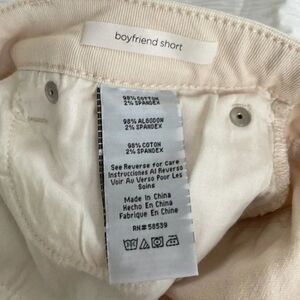 boyfriend short
98% COTTON
2% SPANDEX
98% ALGODON
2% SPANDEX
98% COTON
2% SPANDEX
See Reverse for Care
Instrucciones Al Reverso
Voir Au Verso Pour Les
Soins
Made In China
Hecho En China
Fabrique En Chine
RN# 58539